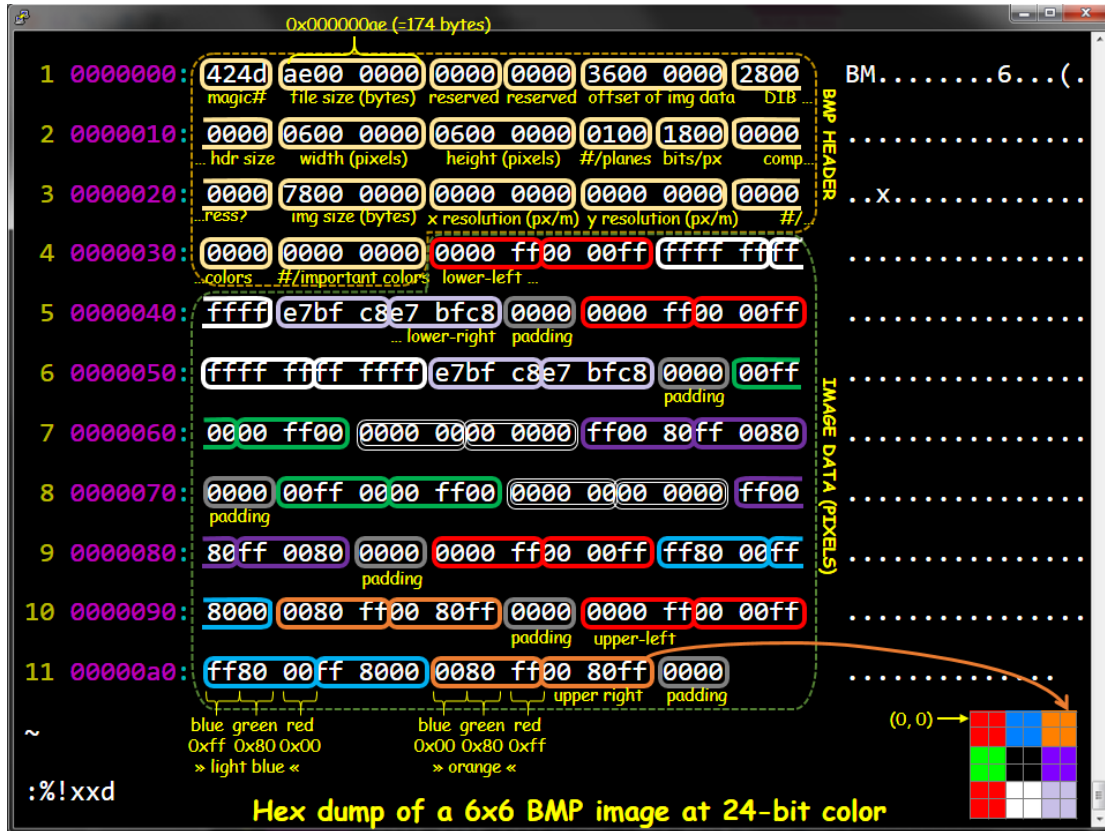 0x000000ae (=174 bytes)
1 0000000: 424d ae00 0000 0000 0000 3600 0000 2800 BM........6...(.
magic# file size (bytes) reserved reserved offset of img data DIB ...
2 0000010: 0000 0600 0000 0600 0000 0100 1800 0000 ................
... hdr size width (pixels) height (pixels) #/planes bits/px comp...
3 0000020: 0000 7800 0000 0000 0000 0000 0000 0000 ..x.............
...ress? img size (bytes) x resolution (px/m) y resolution (px/m) #/...
BMP HEADER
4 0000030: 0000 0000 0000 0000 ff00 00ff ffff ffff ................
...colors #/important colors lower-left ...
5 0000040: ffff e7bf c8e7 bfc8 0000 0000 ff00 00ff ................
... lower-right padding
6 0000050: ffff ffff ffff e7bf c8e7 bfc8 0000 00ff ................
padding
7 0000060: 0000 ff00 0000 0000 0000 ff00 80ff 0080 ................
8 0000070: 0000 00ff 0000 ff00 0000 0000 0000 ff00 ................
padding
IMAGE DATA (PIXELS)
9 0000080: 80ff 0080 0000 0000 ff00 00ff ff80 00ff ................
padding
10 0000090: 8000 0080 ff00 80ff 0000 0000 ff00 00ff ................
padding upper-left
11 00000a0: ff80 00ff 8000 0080 ff00 80ff 0000 ..............
upper right padding
blue green red blue green red
0xff 0x80 0x00 0x00 0x80 0xff
» light blue « » orange «
(0, 0)
~
:%!xxd
Hex dump of a 6x6 BMP image at 24-bit color